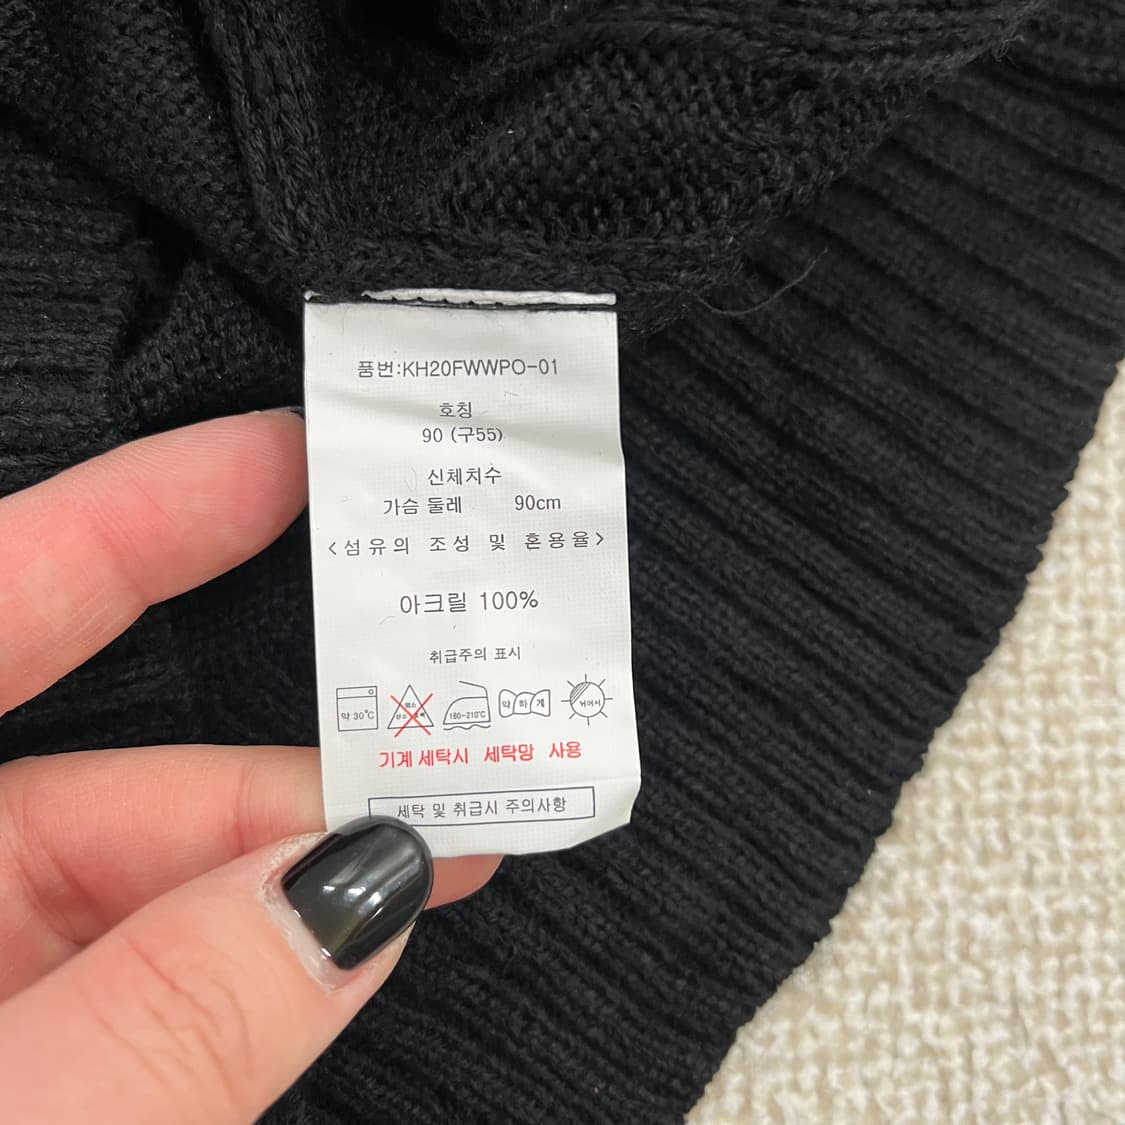 품번:KH20FWWPO-01
호칭
90 (구55)
신체치수
가슴 둘레 90cm
<섬유의 조성 및 혼용율>
아크릴 100%
취급주의 표시
약 30℃
염소
180~210℃
약 하 게
뉘어서
기계 세탁시 세탁망 사용
세탁 및 취급시 주의사항